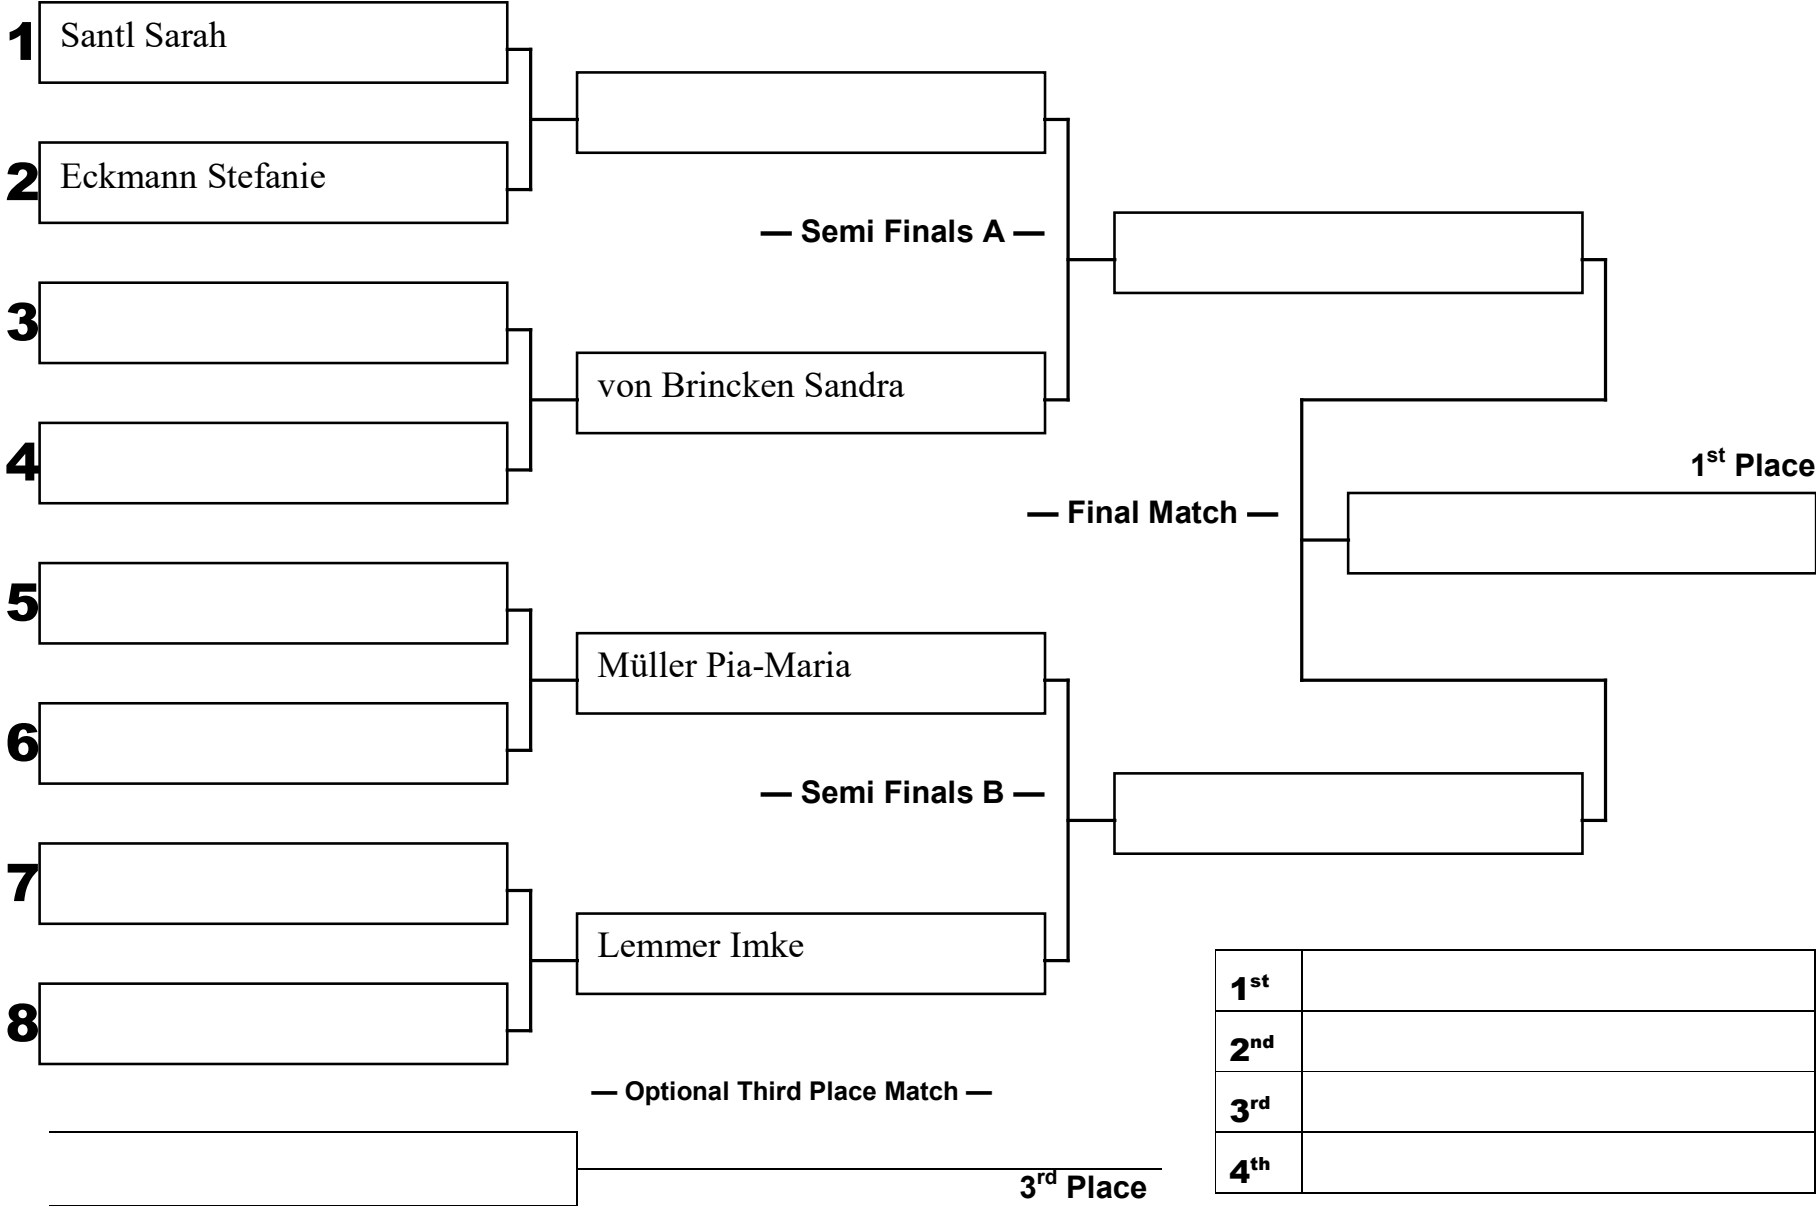 1 Santl Sarah
2 Eckmann Stefanie
— Semi Finals A —
3
von Brincken Sandra
4
1st Place
— Final Match —
5
Müller Pia-Maria
6
— Semi Finals B —
7
Lemmer Imke
8
1st
2nd
3rd
4th
— Optional Third Place Match —
3rd Place